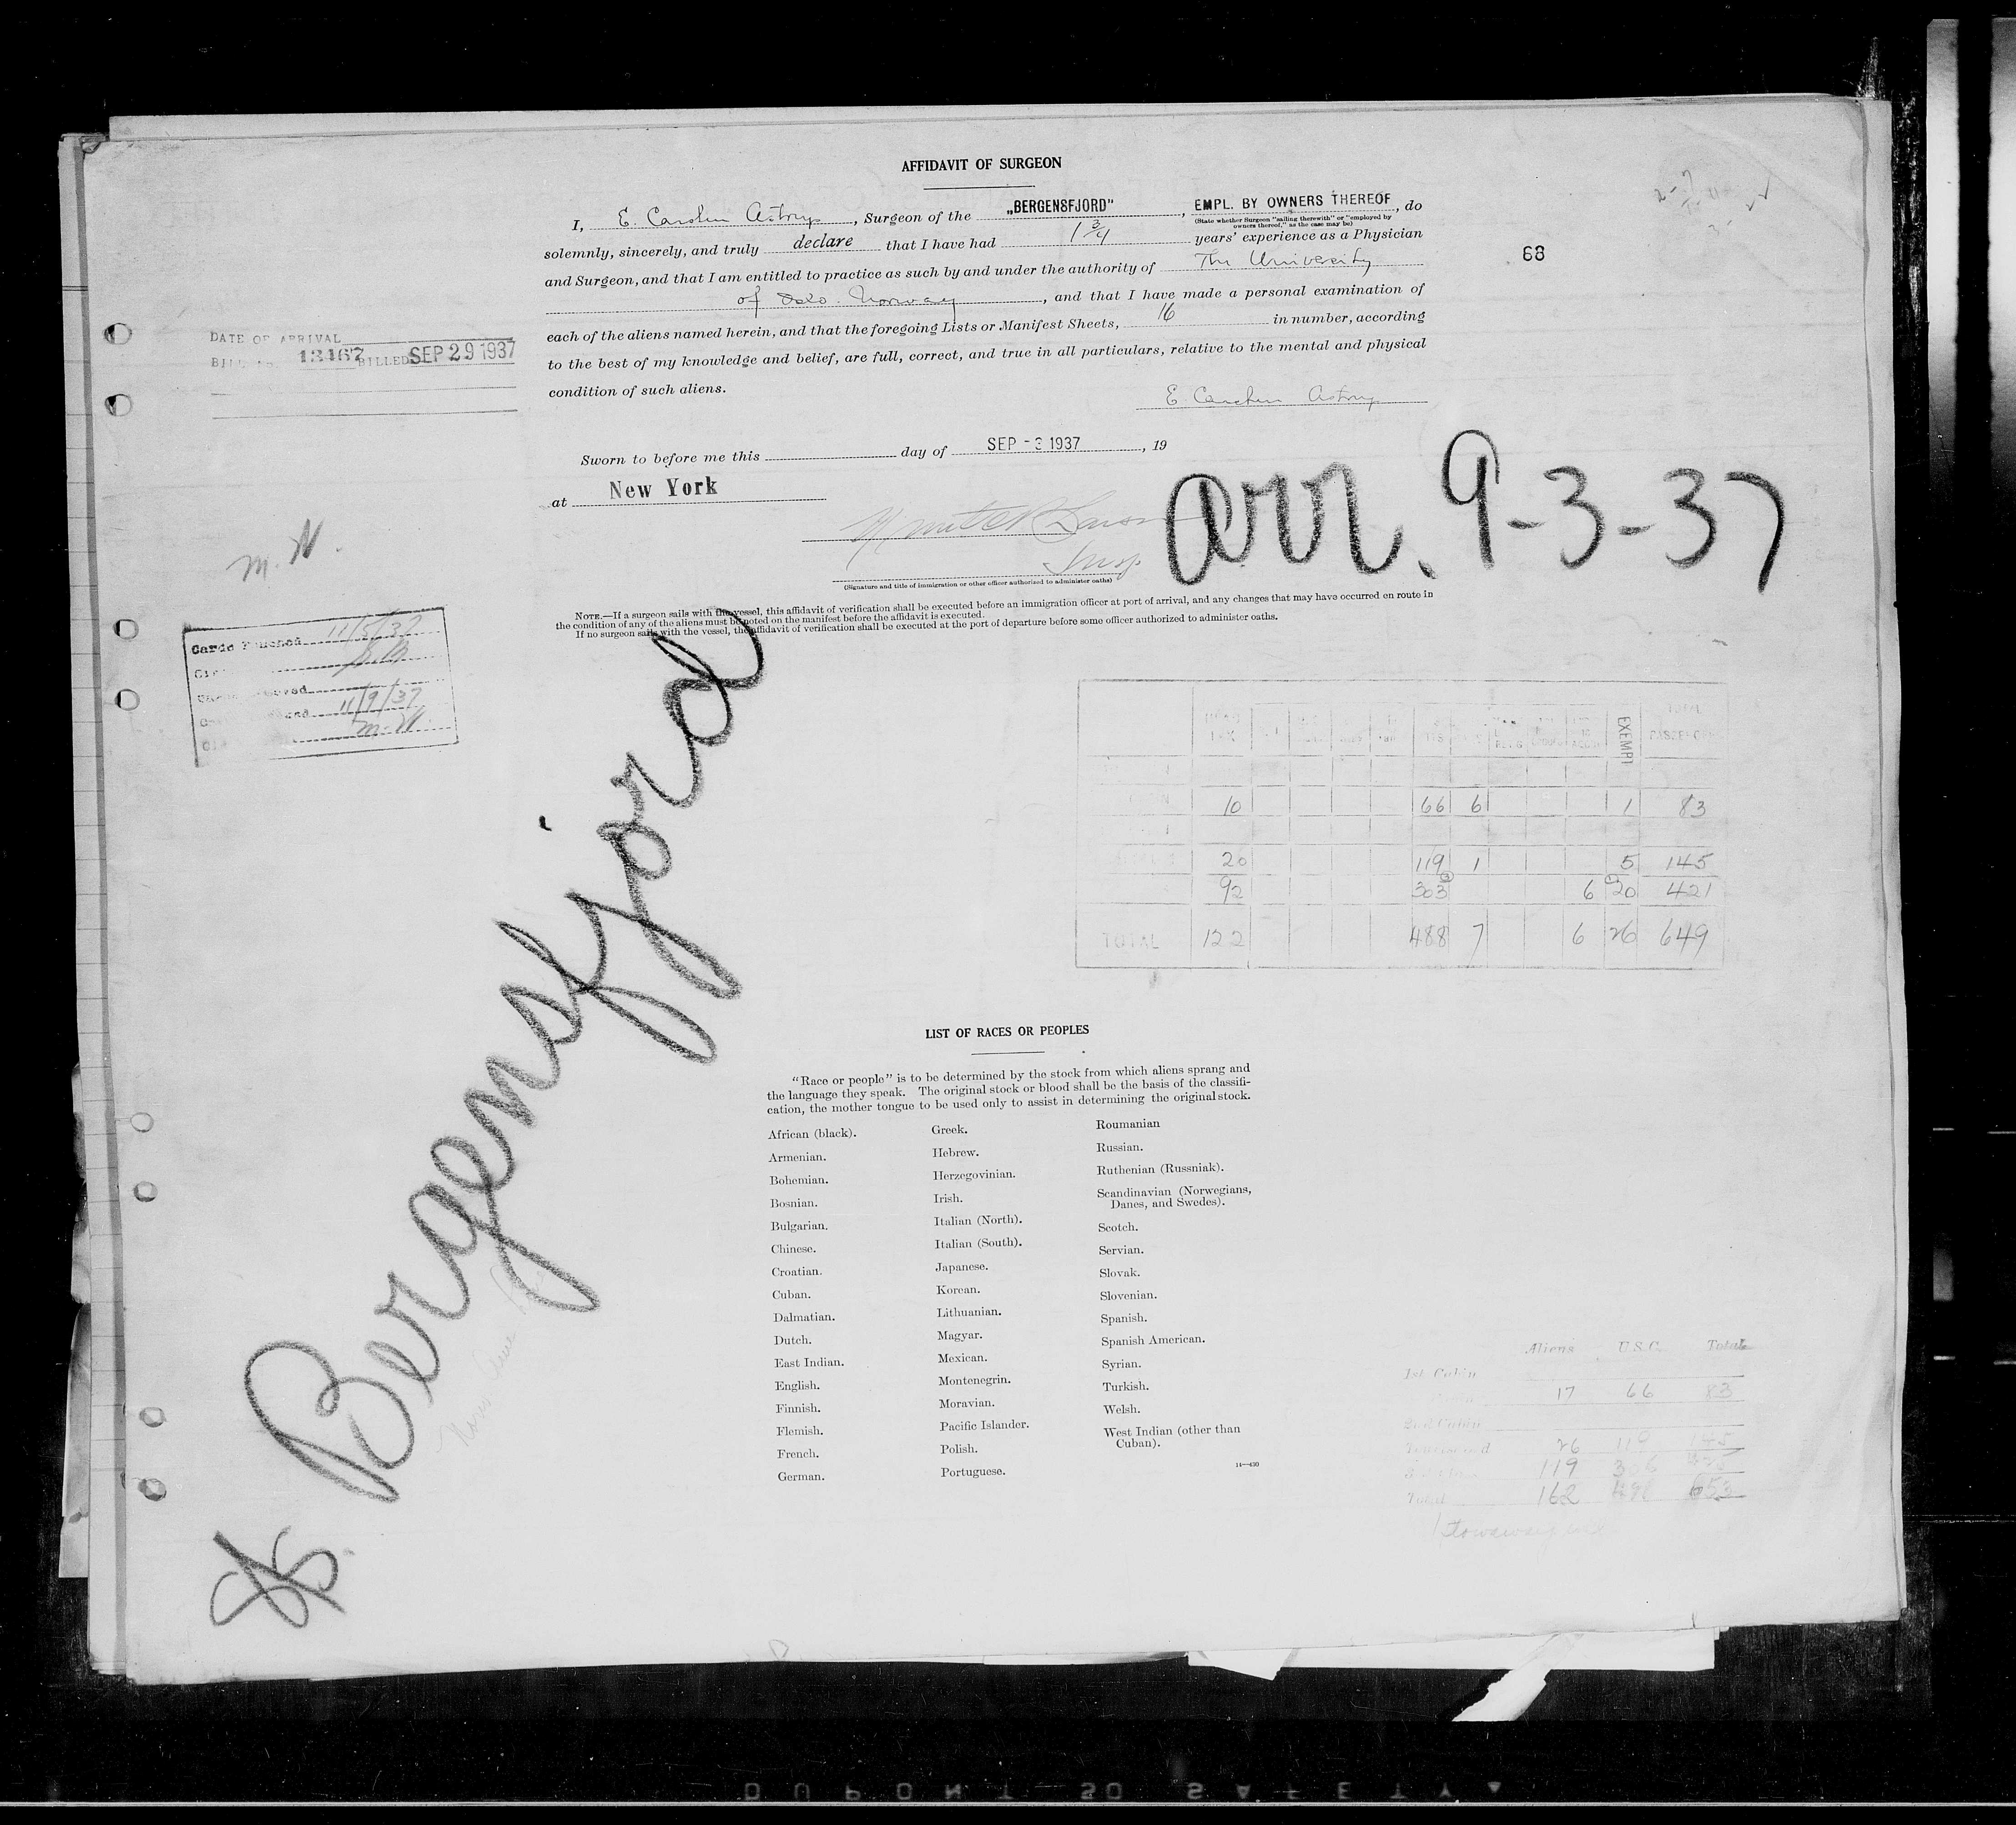 AFFIDAVIT OF SURGEON
I, E. Astrup, Surgeon of the „BERGENSFJORD", EMPL. BY OWNERS THEREOF, do
(State whether Surgeon "sailing therewith" or "employed by
owners thereof," as the case may be)
solemnly, sincerely, and truly declare that I have had 1 3/4 years' experience as a Physician
and Surgeon, and that I am entitled to practice as such by and under the authority of The University
68
of Oslo. Norway, and that I have made a personal examination of
each of the aliens named herein, and that the foregoing Lists or Manifest Sheets, 16 in number, according
to the best of my knowledge and belief, are full, correct, and true in all particulars, relative to the mental and physical
condition of such aliens.
E. Astrup
DATE OF ARRIVAL
BILL 13467 BILLED SEP 29 1937
Sworn to before me this day of SEP - 3 1937, 19
at New York
Insp.
(Signature and title of immigration or other officer authorized to administer oaths)
arr. 9-3-37
NOTE.—If a surgeon sails with the vessel, this affidavit of verification shall be executed before an immigration officer at port of arrival, and any changes that may have occurred en route in
the condition of any of the aliens must be noted on the manifest before the affidavit is executed.
If no surgeon sails with the vessel, the affidavit of verification shall be executed at the port of departure before some officer authorized to administer oaths.
M. W.
Cards Punched 11/5/37
11/9/37
M. W.
SS. Bergensfjord
HEAD TAX EXEMPT TOTAL PASSENGERS
10 66 6 1 83
20 119 1 5 145
92 303 6 20 421
TOTAL 122 488 7 6 26 649
LIST OF RACES OR PEOPLES
"Race or people" is to be determined by the stock from which aliens sprang and
the language they speak. The original stock or blood shall be the basis of the classifi-
cation, the mother tongue to be used only to assist in determining the original stock.
African (black).
Armenian.
Bohemian.
Bosnian.
Bulgarian.
Chinese.
Croatian.
Cuban.
Dalmatian.
Dutch.
East Indian.
English.
Finnish.
Flemish.
French.
German.
Greek.
Hebrew.
Herzegovinian.
Irish.
Italian (North).
Italian (South).
Japanese.
Korean.
Lithuanian.
Magyar.
Mexican.
Montenegrin.
Moravian.
Pacific Islander.
Polish.
Portuguese.
Roumanian
Russian.
Ruthenian (Russniak).
Scandinavian (Norwegians,
Danes, and Swedes).
Scotch.
Servian.
Slovak.
Slovenian.
Spanish.
Spanish American.
Syrian.
Turkish.
Welsh.
West Indian (other than
Cuban).
14—430
Aliens U.S.C. Total
1st Cabin
17 66 83
2nd Cabin
26 119 145
119 306
Total 162 653
DUPONT 50 SAFETY